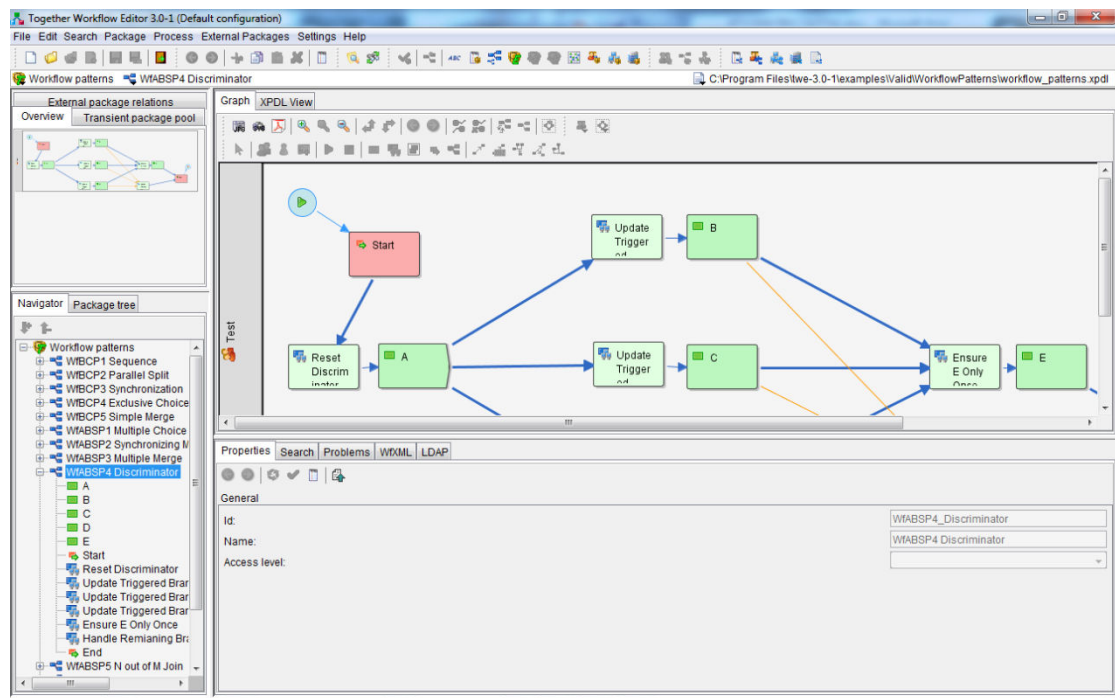 Together Workflow Editor 3.0-1 (Default configuration)
File Edit Search Package Process External Packages Settings Help
Workflow patterns WfABSP4 Discriminator C:\Program Files\twe-3.0-1\examples\Valid\WorkflowPatterns\workflow_patterns.xpdl
External package relations
Overview Transient package pool
Graph XPDL View
Test
Start
Update
Trigger
B
Reset
Discrim
A
Update
Trigger
C
Ensure
E Only
Once
E
Navigator Package tree
Workflow patterns
WfBCP1 Sequence
WfBCP2 Parallel Split
WfBCP3 Synchronization
WfBCP4 Exclusive Choice
WfBCP5 Simple Merge
WfABSP1 Multiple Choice
WfABSP2 Synchronizing M
WfABSP3 Multiple Merge
WfABSP4 Discriminator
A
B
C
D
E
Start
Reset Discriminator
Update Triggered Brar
Update Triggered Brar
Update Triggered Brar
Ensure E Only Once
Handle Remianing Bra
End
WfABSP5 N out of M Join
Properties Search Problems WfXML LDAP
General
Id: WfABSP4_Discriminator
Name: WfABSP4 Discriminator
Access level: